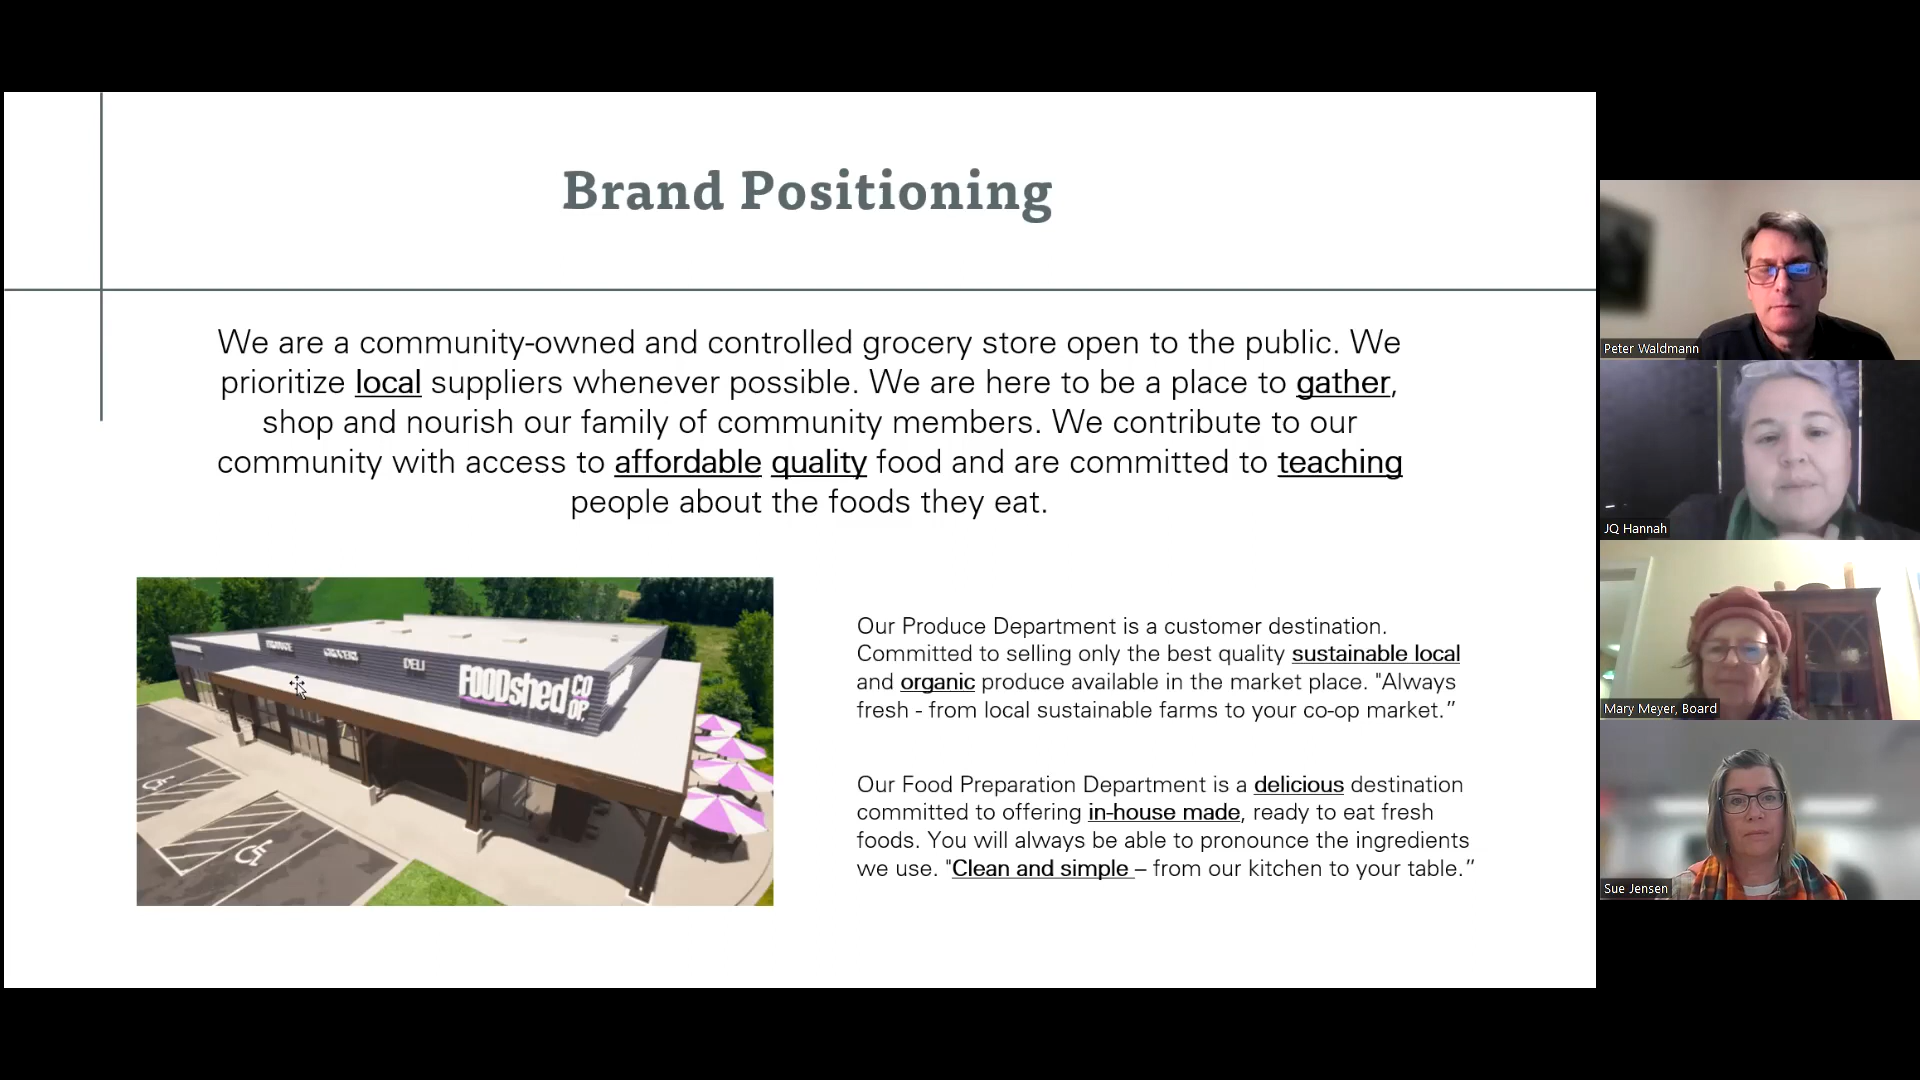 Brand Positioning
We are a community-owned and controlled grocery store open to the public. We
prioritize local suppliers whenever possible. We are here to be a place to gather,
shop and nourish our family of community members. We contribute to our
community with access to affordable quality food and are committed to teaching
people about the foods they eat.
DELI
FOODshed CO
OP.
Our Produce Department is a customer destination.
Committed to selling only the best quality sustainable local
and organic produce available in the market place. "Always
fresh - from local sustainable farms to your co-op market.”
Our Food Preparation Department is a delicious destination
committed to offering in-house made, ready to eat fresh
foods. You will always be able to pronounce the ingredients
we use. "Clean and simple – from our kitchen to your table.”
Peter Waldmann
JQ Hannah
Mary Meyer, Board
Sue Jensen